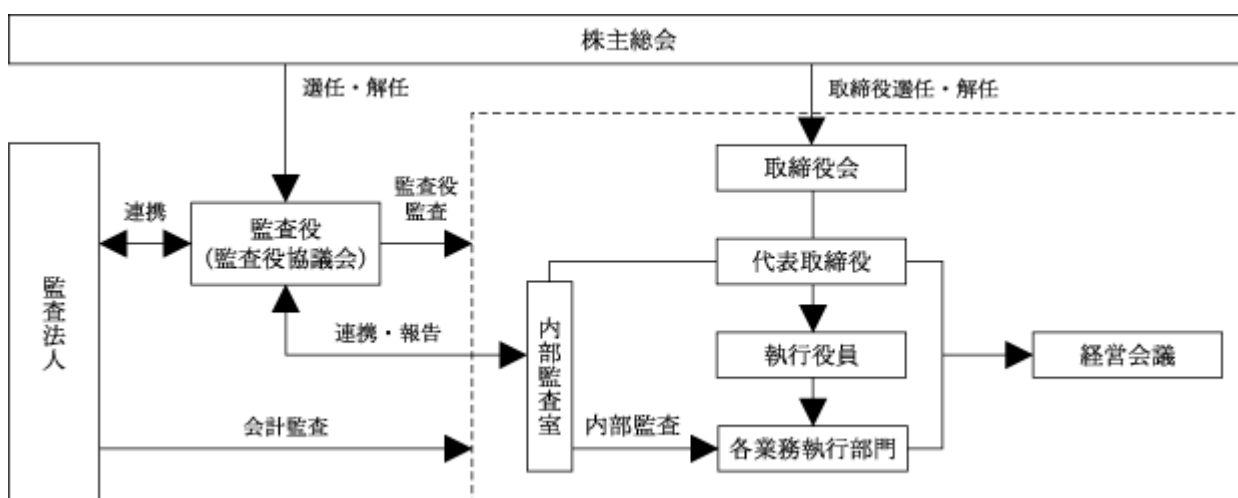 株主総会
選任・解任
取締役選任・解任
取締役会
監査役
監査
連携
監査役
(監査役協議会)
代表取締役
監査法人
内部監査室
連携・報告
執行役員
経営会議
会計監査
内部監査
各業務執行部門